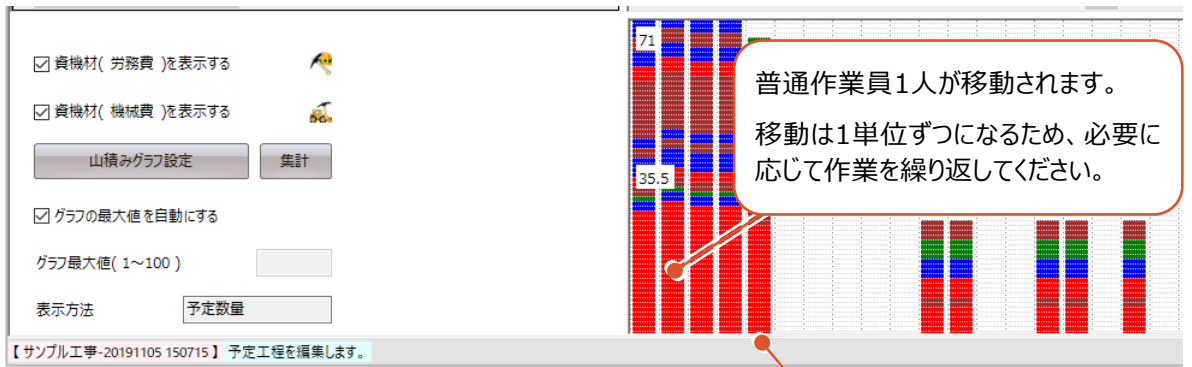 資機材( 労務費 )を表示する
資機材( 機械費 )を表示する
山積みグラフ設定
集計
グラフの最大値を自動にする
グラフ最大値( 1～100 )
表示方法
予定数量
【 サンプル工事-20191105 150715 】 予定工程を編集します。
71
35.5
普通作業員1人が移動されます。
移動は1単位ずつになるため、必要に
応じて作業を繰り返してください。